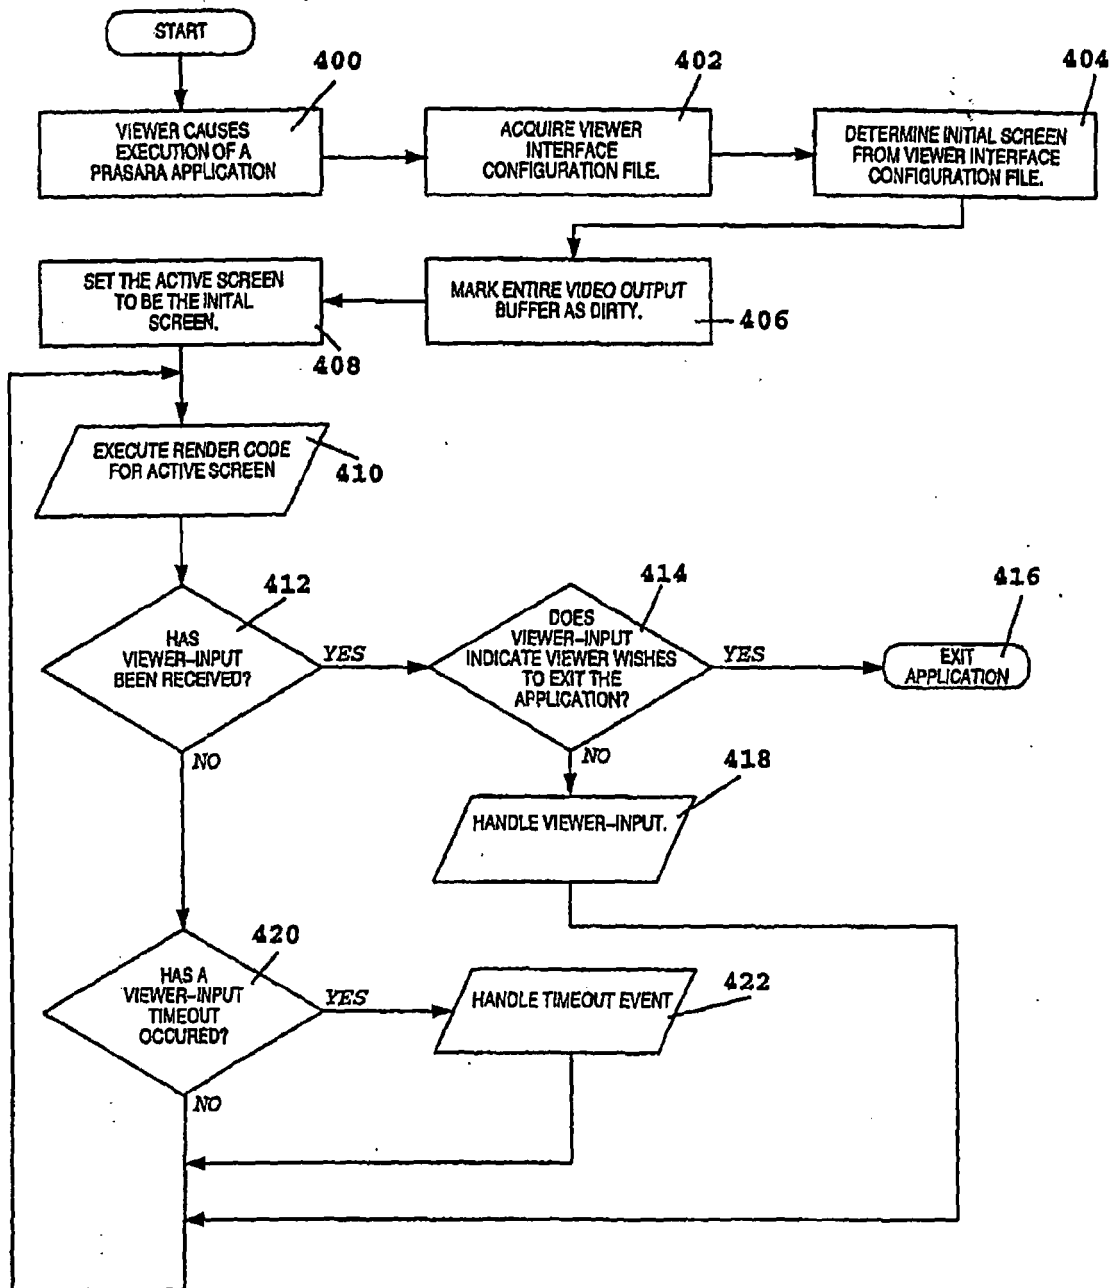 START
400
VIEWER CAUSES
EXECUTION OF A
PRASARA APPLICATION
402
ACQUIRE VIEWER
INTERFACE
CONFIGURATION FILE.
404
DETERMINE INITIAL SCREEN
FROM VIEWER INTERFACE
CONFIGURATION FILE.
SET THE ACTIVE SCREEN
TO BE THE INITAL
SCREEN.
408
MARK ENTIRE VIDEO OUTPUT
BUFFER AS DIRTY.
406
EXECUTE RENDER CODE
FOR ACTIVE SCREEN
410
412
HAS
VIEWER-INPUT
BEEN RECEIVED?
YES
NO
414
DOES
VIEWER-INPUT
INDICATE VIEWER WISHES
TO EXIT THE
APPLICATION?
YES
NO
416
EXIT
APPLICATION
418
HANDLE VIEWER-INPUT.
420
HAS A
VIEWER-INPUT
TIMEOUT
OCCURED?
YES
NO
HANDLE TIMEOUT EVENT
422